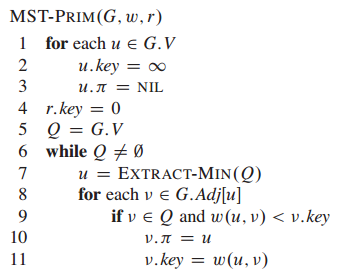 MST-PRIM(G, w, r)
1 for each u ∈ G.V
2 u.key = ∞
3 u.π = NIL
4 r.key = 0
5 Q = G.V
6 while Q ≠ ∅
7 u = EXTRACT-MIN(Q)
8 for each v ∈ G.Adj[u]
9 if v ∈ Q and w(u, v) < v.key
10 v.π = u
11 v.key = w(u, v)